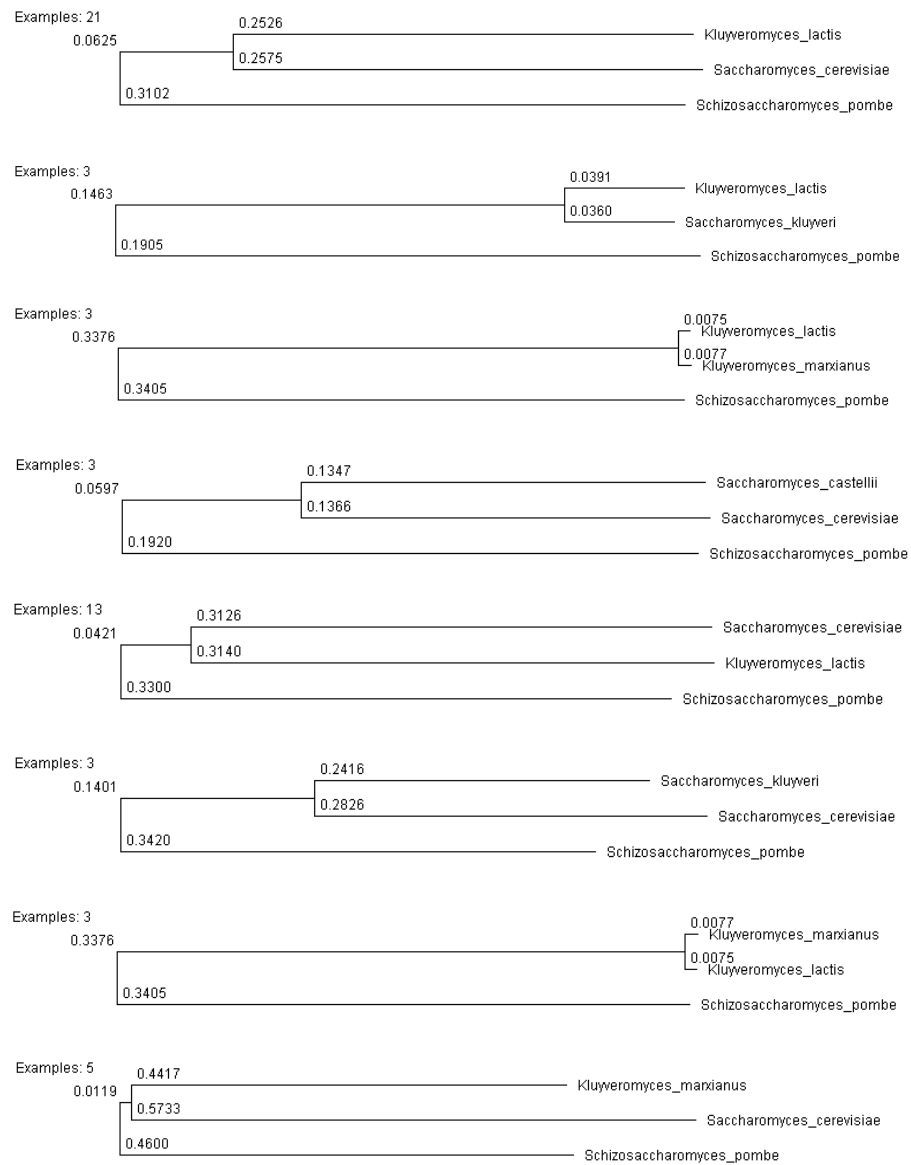 Examples: 21
0.2526
0.0625
Kluyveromyces_lactis
0.2575
Saccharomyces_cerevisiae
0.3102
Schizosaccharomyces_pombe
Examples: 3
0.0391
0.1463
Kluyveromyces_lactis
0.0360
Saccharomyces_kluyveri
0.1905
Schizosaccharomyces_pombe
Examples: 3
0.0075
0.3376
Kluyveromyces_lactis
0.0077
Kluyveromyces_marxianus
0.3405
Schizosaccharomyces_pombe
Examples: 3
0.1347
0.0597
Saccharomyces_castellii
0.1366
Saccharomyces_cerevisiae
0.1920
Schizosaccharomyces_pombe
Examples: 13
0.3126
0.0421
Saccharomyces_cerevisiae
0.3140
Kluyveromyces_lactis
0.3300
Schizosaccharomyces_pombe
Examples: 3
0.2416
0.1401
Saccharomyces_kluyveri
0.2826
Saccharomyces_cerevisiae
0.3420
Schizosaccharomyces_pombe
Examples: 3
0.0077
0.3376
Kluyveromyces_marxianus
0.0075
Kluyveromyces_lactis
0.3405
Schizosaccharomyces_pombe
Examples: 5
0.4417
0.0119
Kluyveromyces_marxianus
0.5733
Saccharomyces_cerevisiae
0.4600
Schizosaccharomyces_pombe